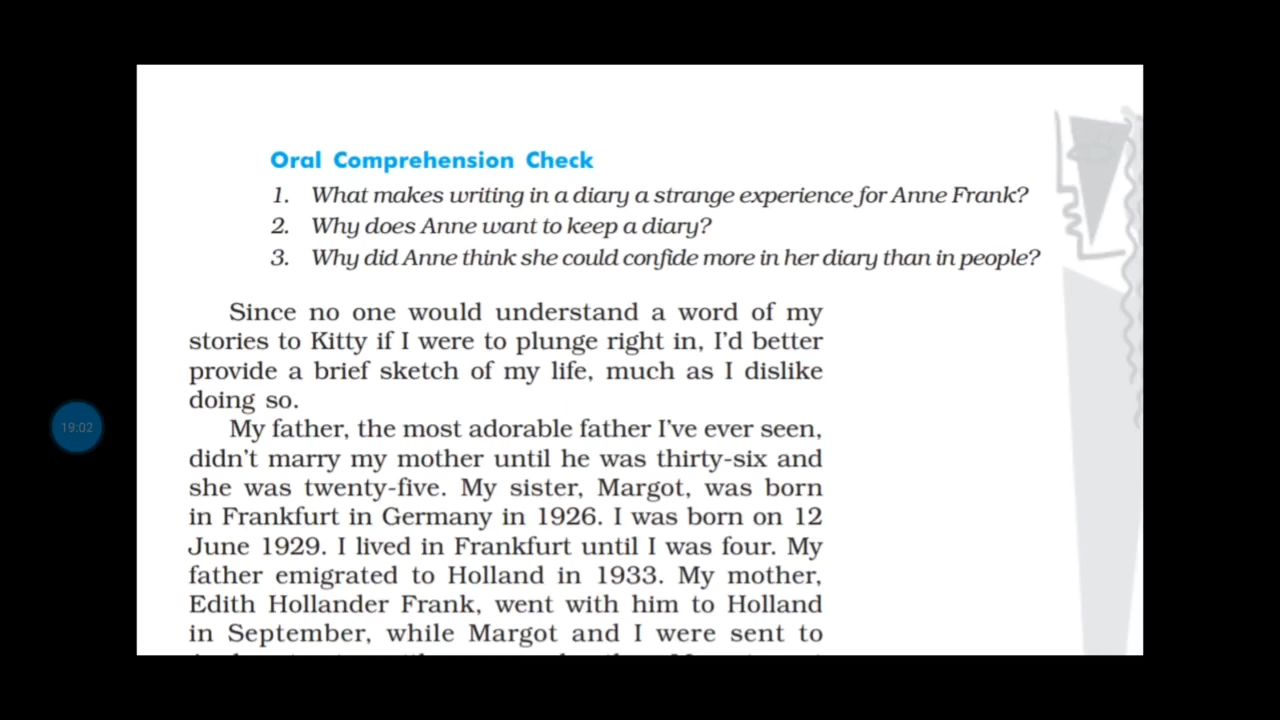 Oral Comprehension Check
1. What makes writing in a diary a strange experience for Anne Frank?
2. Why does Anne want to keep a diary?
3. Why did Anne think she could confide more in her diary than in people?
Since no one would understand a word of my
stories to Kitty if I were to plunge right in, I'd better
provide a brief sketch of my life, much as I dislike
doing so.
My father, the most adorable father I've ever seen,
didn't marry my mother until he was thirty-six and
she was twenty-five. My sister, Margot, was born
in Frankfurt in Germany in 1926. I was born on 12
June 1929. I lived in Frankfurt until I was four. My
father emigrated to Holland in 1933. My mother,
Edith Hollander Frank, went with him to Holland
in September, while Margot and I were sent to
19:02